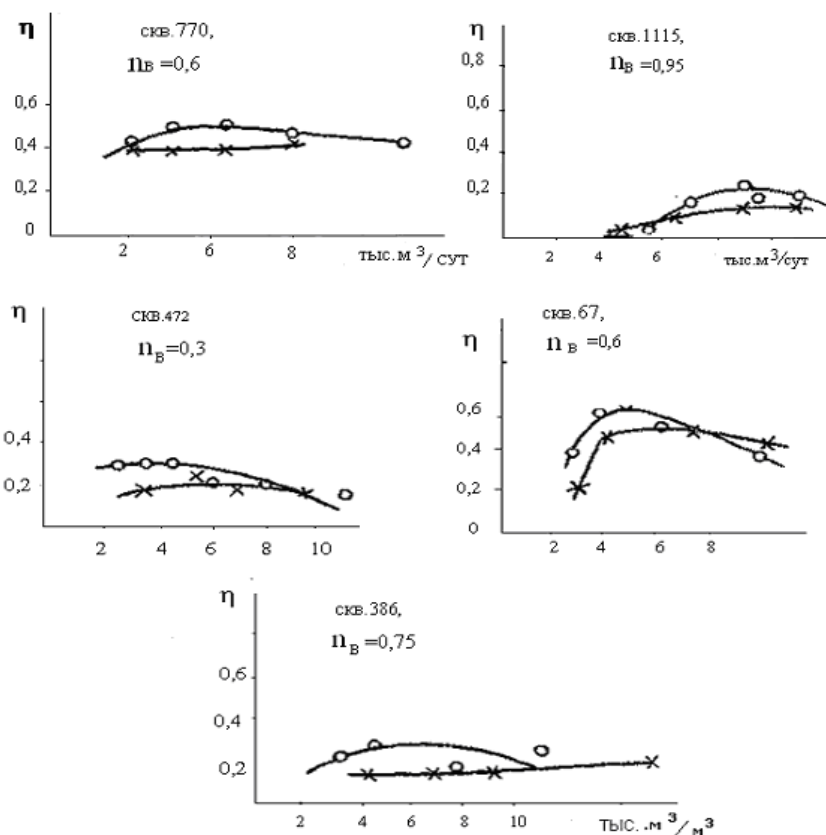 η
скв.770,
nв =0,6
0,6
0,4
0,2
0
2 6 8 тыс.м 3/ сут
η
скв.1115,
nв =0,95
0,8
0,6
0,4
0,2
2 4 6 тыс.м3/сут
η
скв.472
nв=0,3
0,4
0,2
2 4 6 8 10
η
скв.67,
n в =0,6
0,6
0,4
0,2
0
2 4 6 8
η
скв.386,
nв =0,75
0,6
0,4
0,2
2 4 6 8 10 тыс. .м 3/ м3